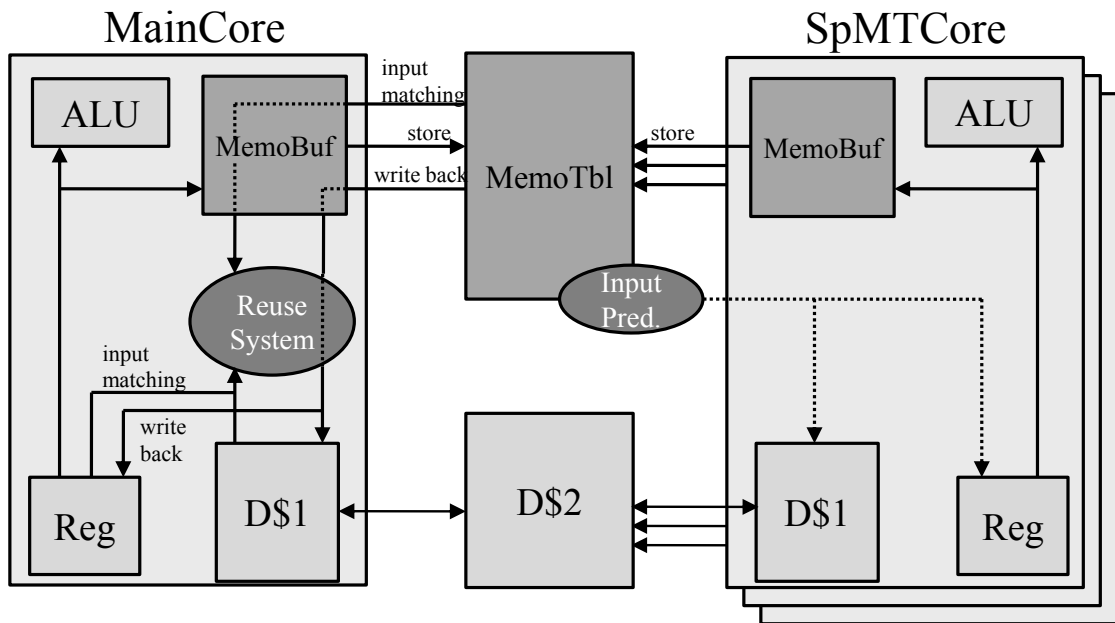 MainCore
SpMTCore
ALU
MemoBuf
input
matching
store
write back
MemoTbl
store
MemoBuf
ALU
Reuse
System
Input
Pred.
input
matching
write
back
Reg
D$1
D$2
D$1
Reg